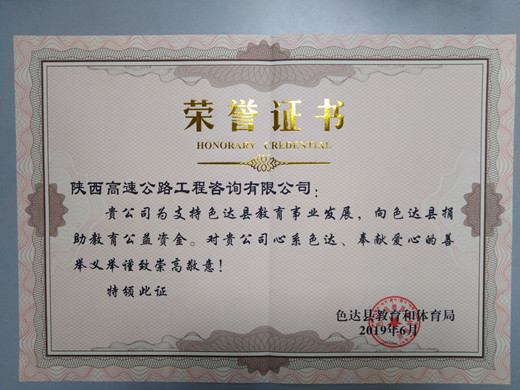 荣誉证书
HONORARY CREDENTIAL
陕西高速公路工程咨询有限公司：
贵公司为支持色达县教育事业发展，向色达县捐
助教育公益资金。对贵公司心系色达、奉献爱心的善
举义举谨致崇高敬意！
特颁此证
色达县教育和体育局
2019年6月